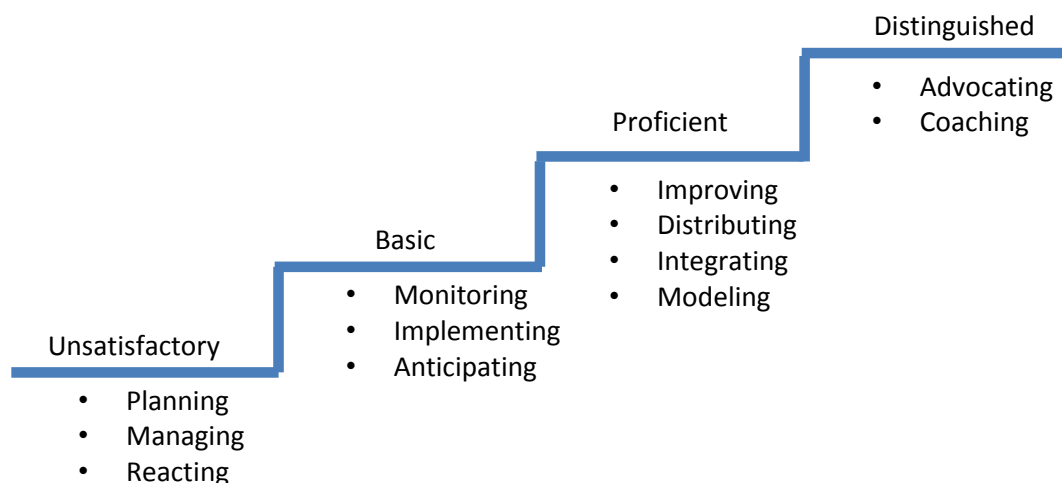 Distinguished
• Advocating
• Coaching
Proficient
• Improving
• Distributing
• Integrating
• Modeling
Basic
• Monitoring
• Implementing
• Anticipating
Unsatisfactory
• Planning
• Managing
• Reacting